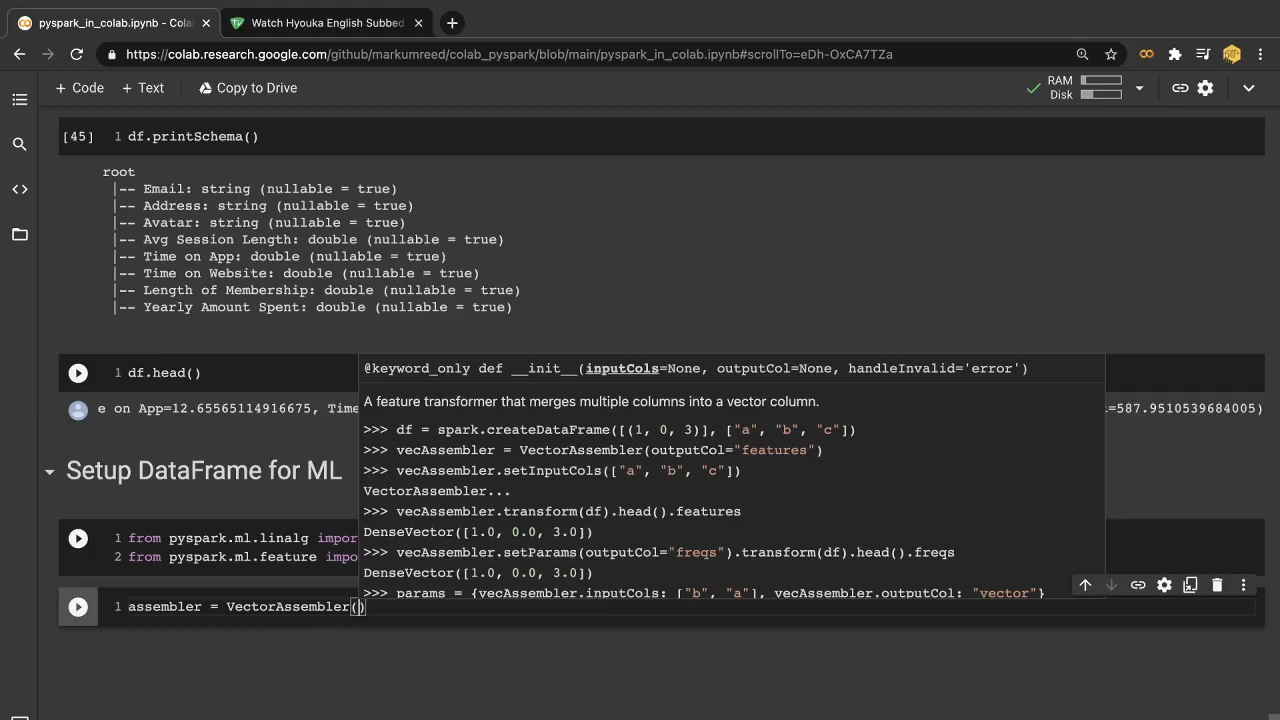 pyspark_in_colab.ipynb - Cola
Watch Hyouka English Subbed
https://colab.research.google.com/github/markumreed/colab_pyspark/blob/main/pyspark_in_colab.ipynb#scrollTo=eDh-OxCA7TZa
+ Code + Text Copy to Drive
RAM
Disk
[45] 1 df.printSchema()
root
|-- Email: string (nullable = true)
|-- Address: string (nullable = true)
|-- Avatar: string (nullable = true)
|-- Avg Session Length: double (nullable = true)
|-- Time on App: double (nullable = true)
|-- Time on Website: double (nullable = true)
|-- Length of Membership: double (nullable = true)
|-- Yearly Amount Spent: double (nullable = true)
1 df.head()
e on App=12.65565114916675, Time
=587.9510539684005)
@keyword_only def __init__(inputCols=None, outputCol=None, handleInvalid='error')
A feature transformer that merges multiple columns into a vector column.
>>> df = spark.createDataFrame([(1, 0, 3)], ["a", "b", "c"])
>>> vecAssembler = VectorAssembler(outputCol="features")
>>> vecAssembler.setInputCols(["a", "b", "c"])
VectorAssembler...
>>> vecAssembler.transform(df).head().features
DenseVector([1.0, 0.0, 3.0])
>>> vecAssembler.setParams(outputCol="freqs").transform(df).head().freqs
DenseVector([1.0, 0.0, 3.0])
>>> params = {vecAssembler.inputCols: ["b", "a"], vecAssembler.outputCol: "vector"}
Setup DataFrame for ML
1 from pyspark.ml.linalg impor
2 from pyspark.ml.feature impo
1 assembler = VectorAssembler()